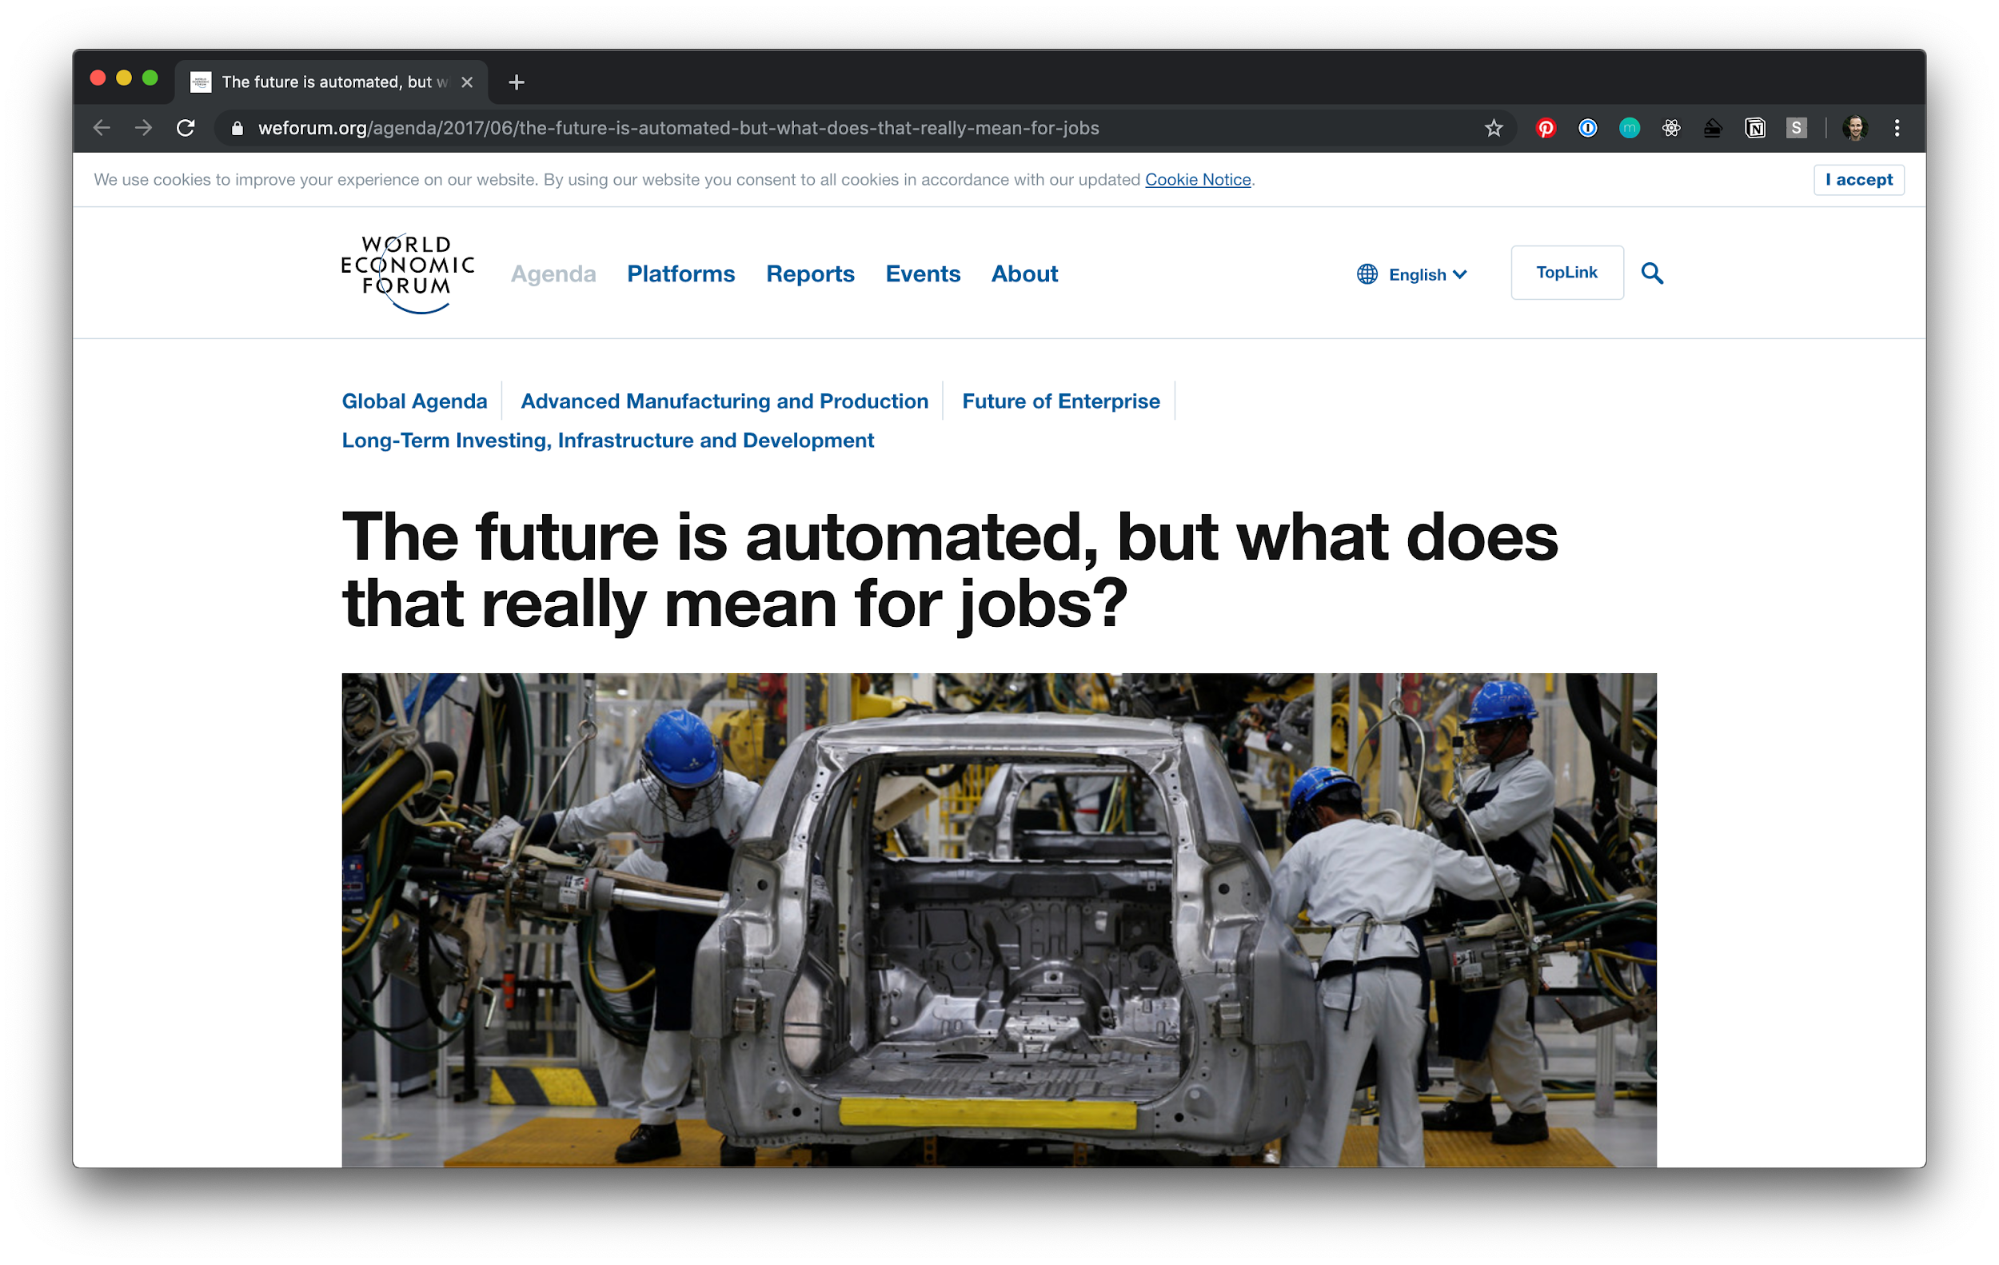 The future is automated, but w
weforum.org/agenda/2017/06/the-future-is-automated-but-what-does-that-really-mean-for-jobs
m
N
S
We use cookies to improve your experience on our website. By using our website you consent to all cookies in accordance with our updated Cookie Notice.
I accept
WORLD
ECONOMIC
FORUM
Agenda
Platforms
Reports
Events
About
English
TopLink
Global Agenda
Advanced Manufacturing and Production
Future of Enterprise
Long-Term Investing, Infrastructure and Development
The future is automated, but what does
that really mean for jobs?